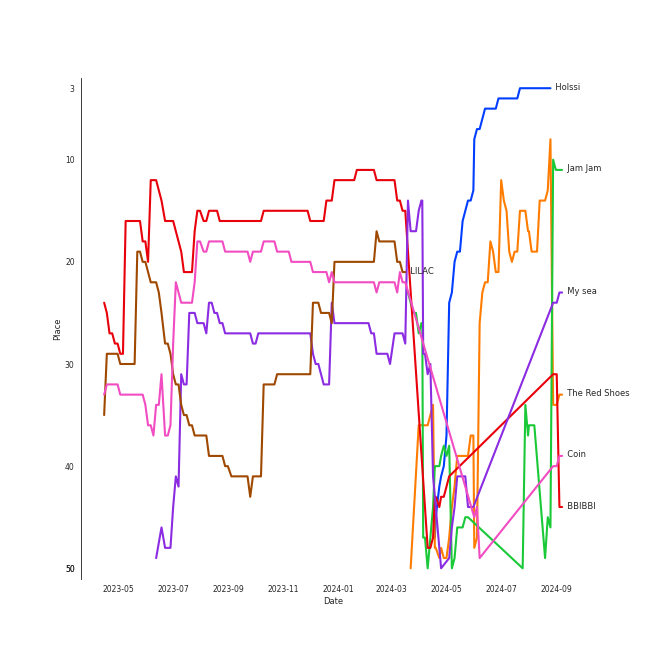 3
Holssi
10
Jam Jam
20
LILAC
My sea
Place
30
The Red Shoes
40
Coin
BBIBBI
50
2023-05
2023-07
2023-09
2023-11
2024-01
2024-03
2024-05
2024-07
2024-09
Date